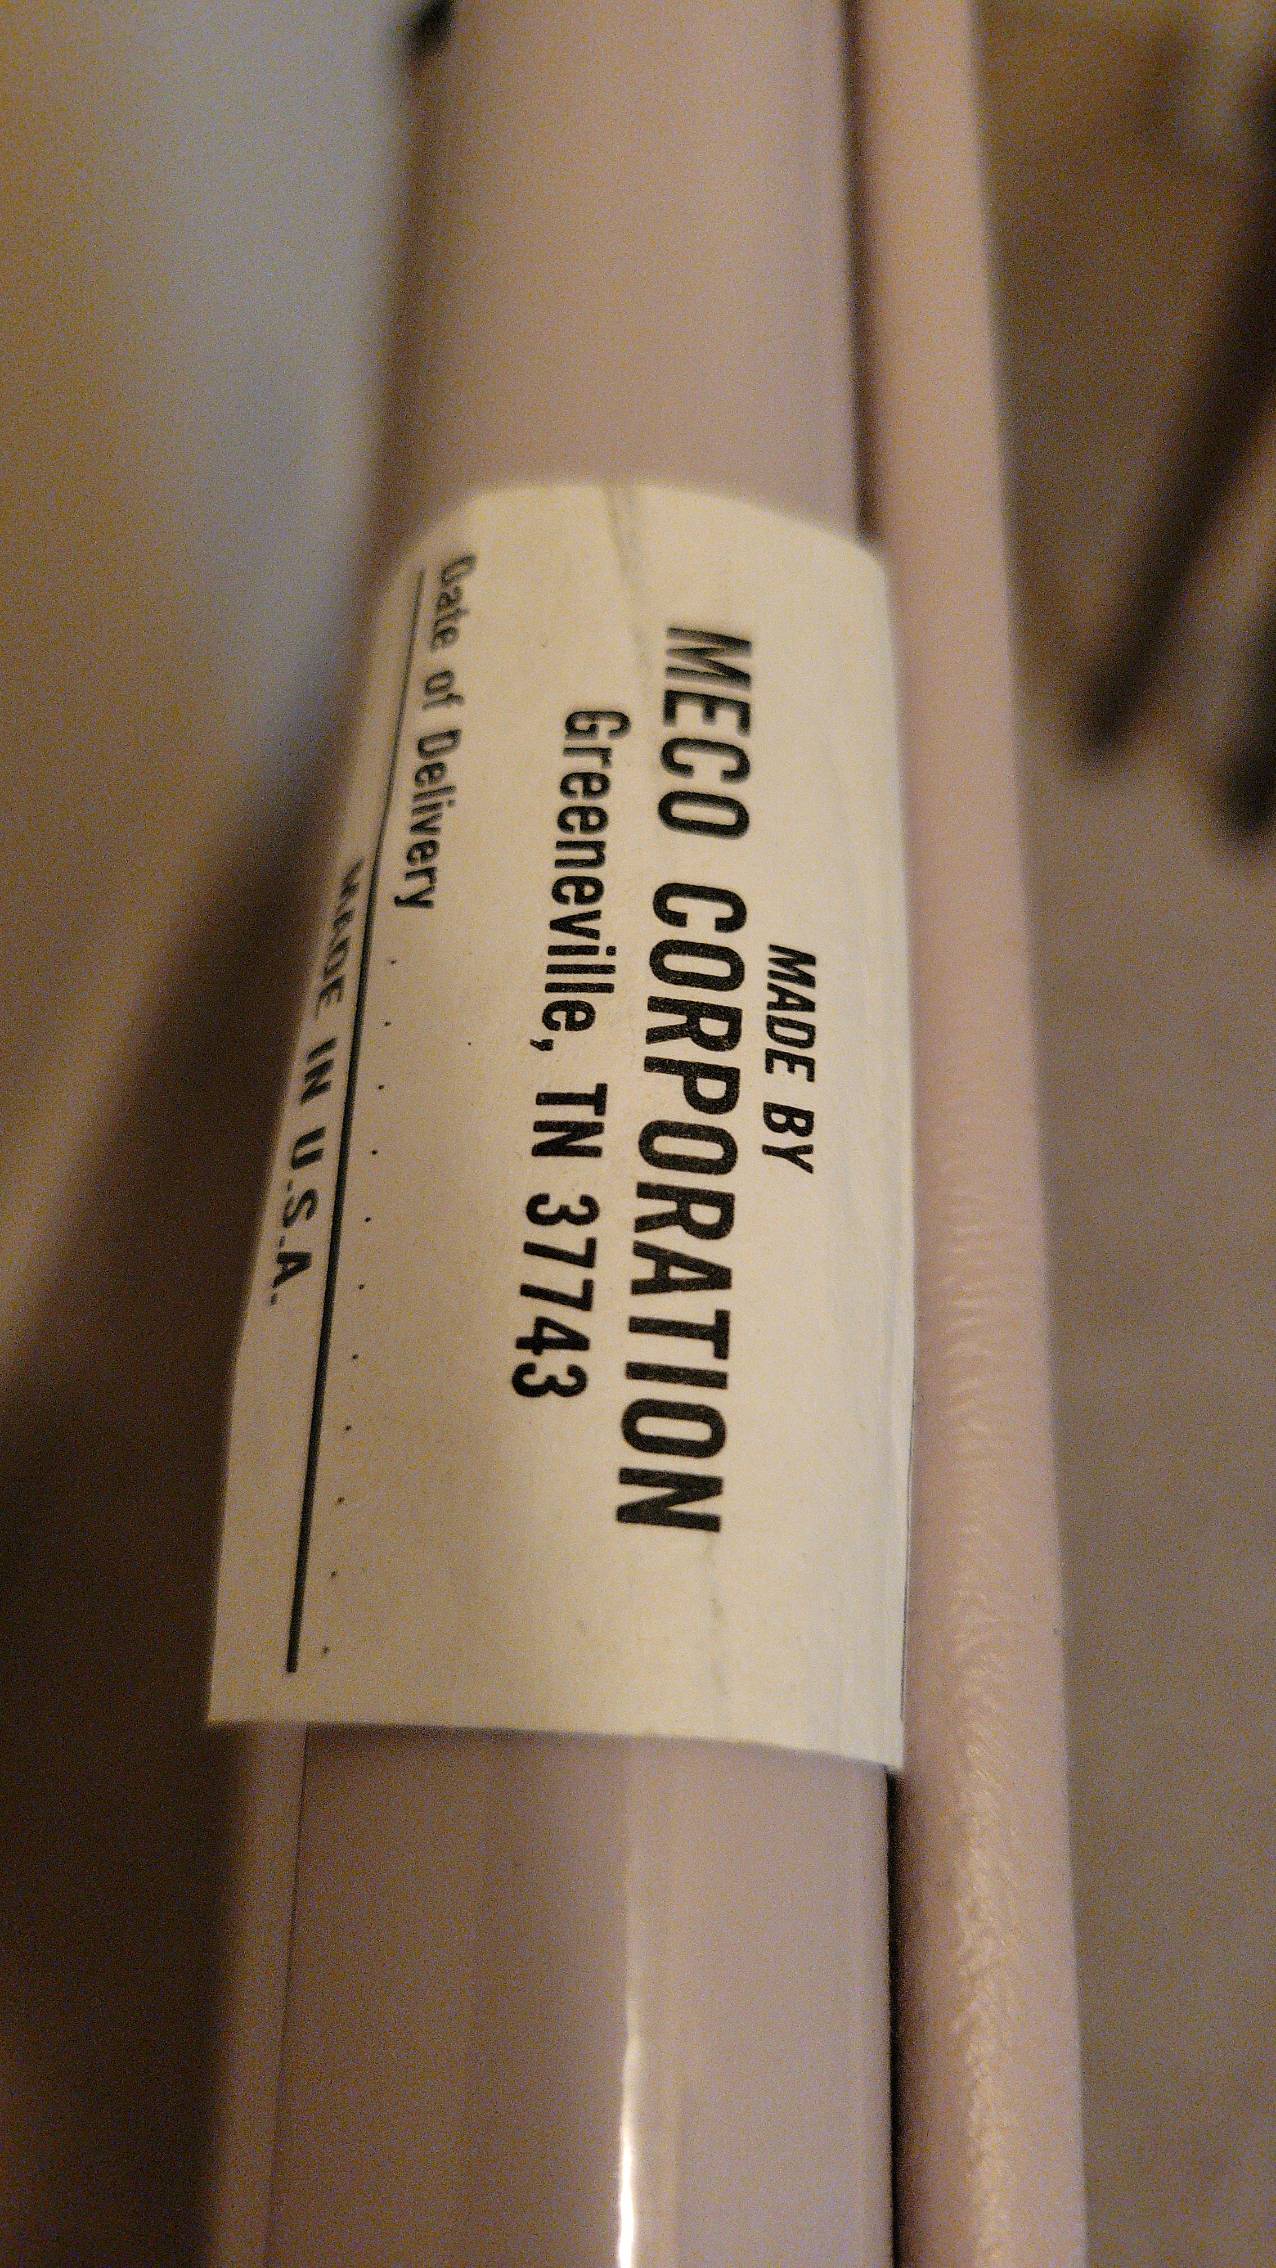 MADE BY
MECO CORPORATION
Greeneville, TN 37743
Date of Delivery
MADE IN U.S.A.